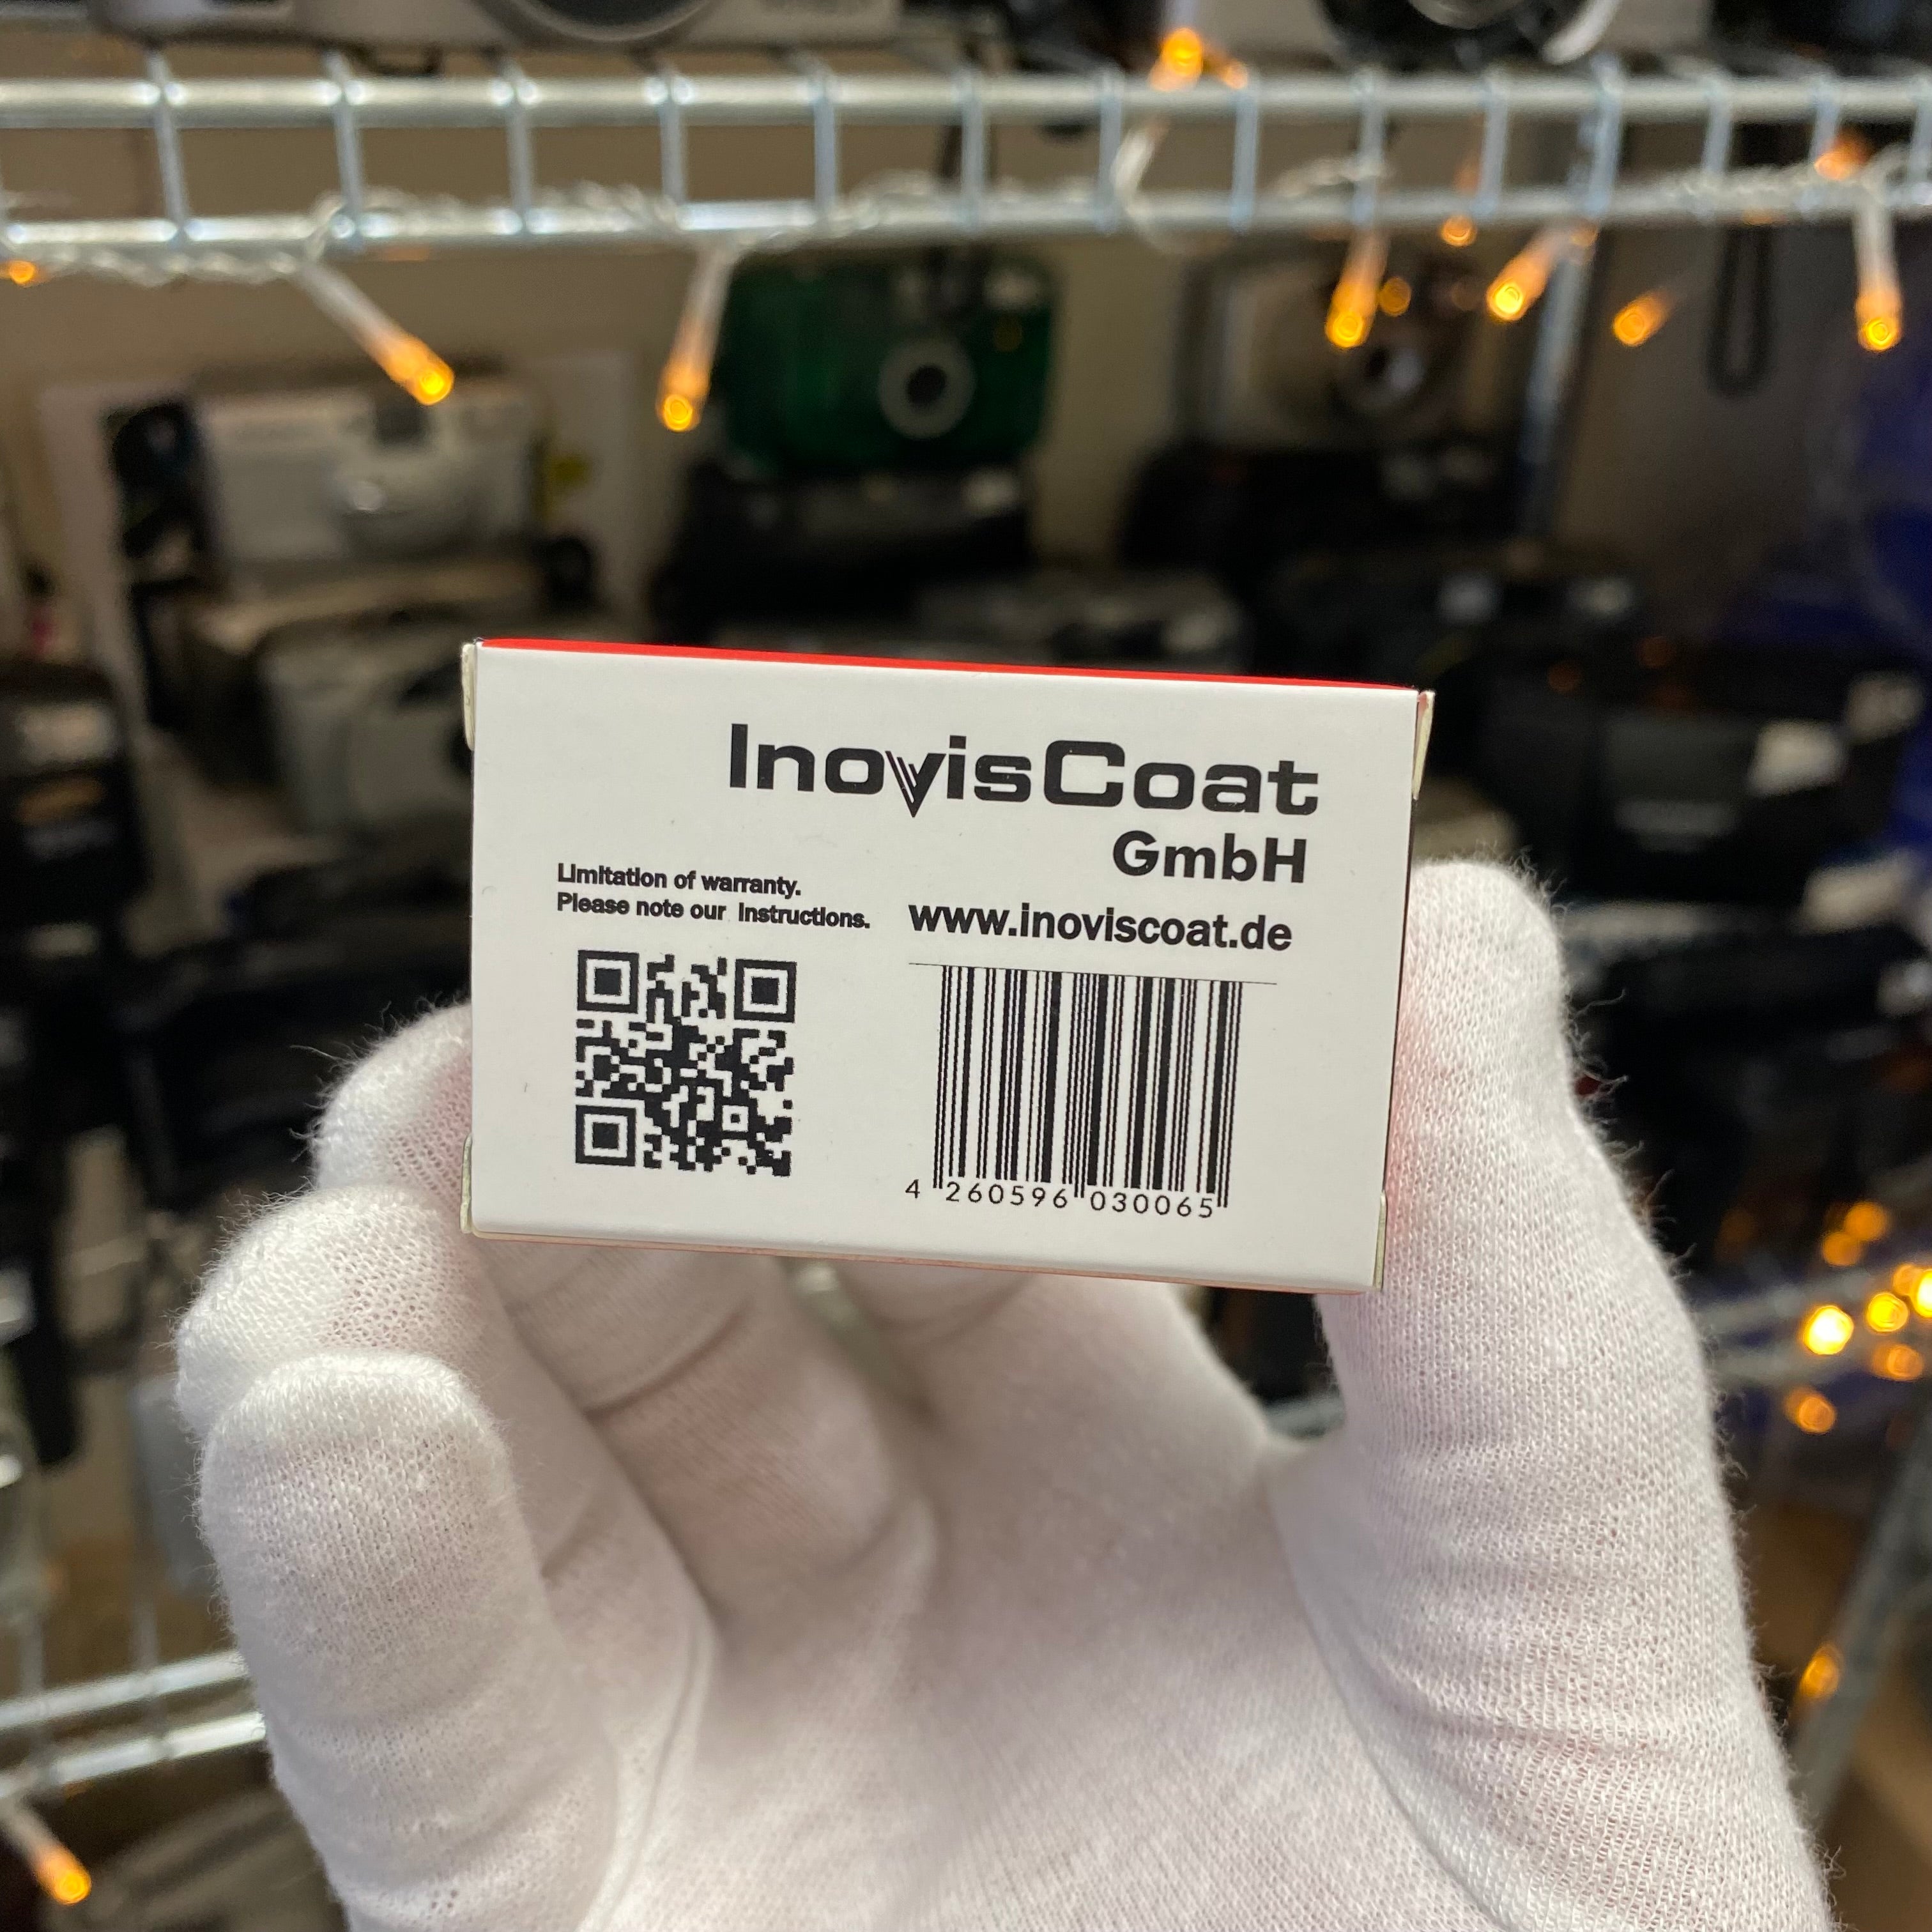 InovisCoat
GmbH
Limitation of warranty.
Please note our Instructions.
www.inoviscoat.de
4 260596 030065